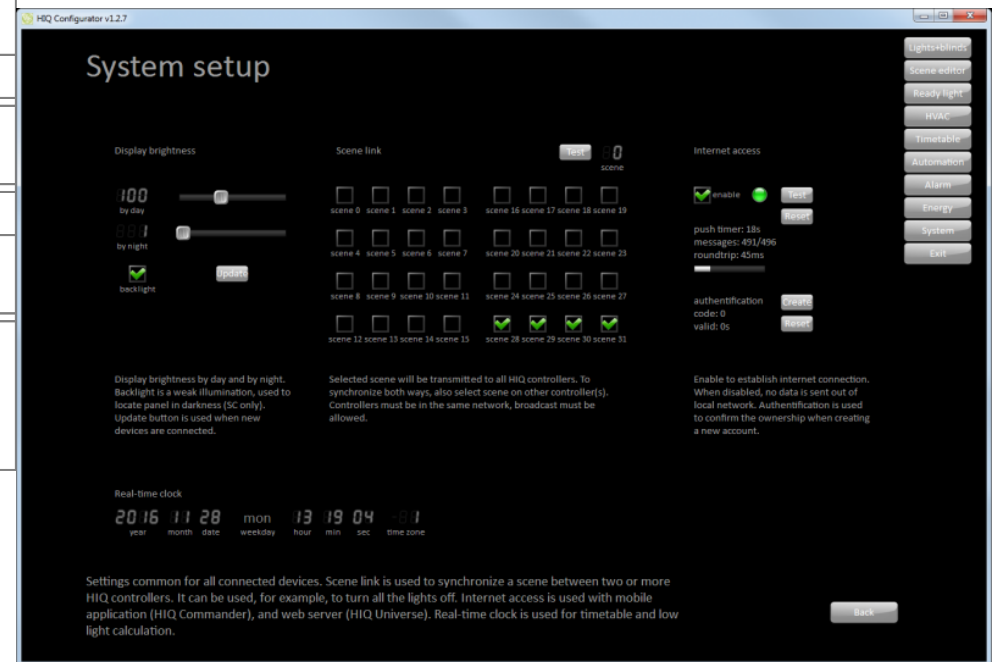 HIQ Configurator v1.2.7
System setup
Lights+blinds
Scene editor
Ready light
HVAC
Timetable
Automation
Alarm
Energy
System
Exit
Display brightness
100
by day
1
by night
backlight
Update
Display brightness by day and by night.
Backlight is a weak illumination, used to
locate panel in darkness (SC only).
Update button is used when new
devices are connected.
Scene link
Test
0
scene
scene 0 scene 1 scene 2 scene 3 scene 16 scene 17 scene 18 scene 19
scene 4 scene 5 scene 6 scene 7 scene 20 scene 21 scene 22 scene 23
scene 8 scene 9 scene 10 scene 11 scene 24 scene 25 scene 26 scene 27
scene 12 scene 13 scene 14 scene 15 scene 28 scene 29 scene 30 scene 31
Selected scene will be transmitted to all HIQ controllers. To
synchronize both ways, also select scene on other controller(s).
Controllers must be in the same network, broadcast must be
allowed.
Internet access
enable
Test
Reset
push timer: 18s
messages: 491/496
roundtrip: 45ms
authentification
Create
code: 0
valid: 0s
Reset
Enable to establish internet connection.
When disabled, no data is sent out of
local network. Authentification is used
to confirm the ownership when creating
a new account.
Real-time clock
2016 11 28 mon 13 19 04 -1
year month date weekday hour min sec time zone
Settings common for all connected devices. Scene link is used to synchronize a scene between two or more
HIQ controllers. It can be used, for example, to turn all the lights off. Internet access is used with mobile
application (HIQ Commander), and web server (HIQ Universe). Real-time clock is used for timetable and low
light calculation.
Back